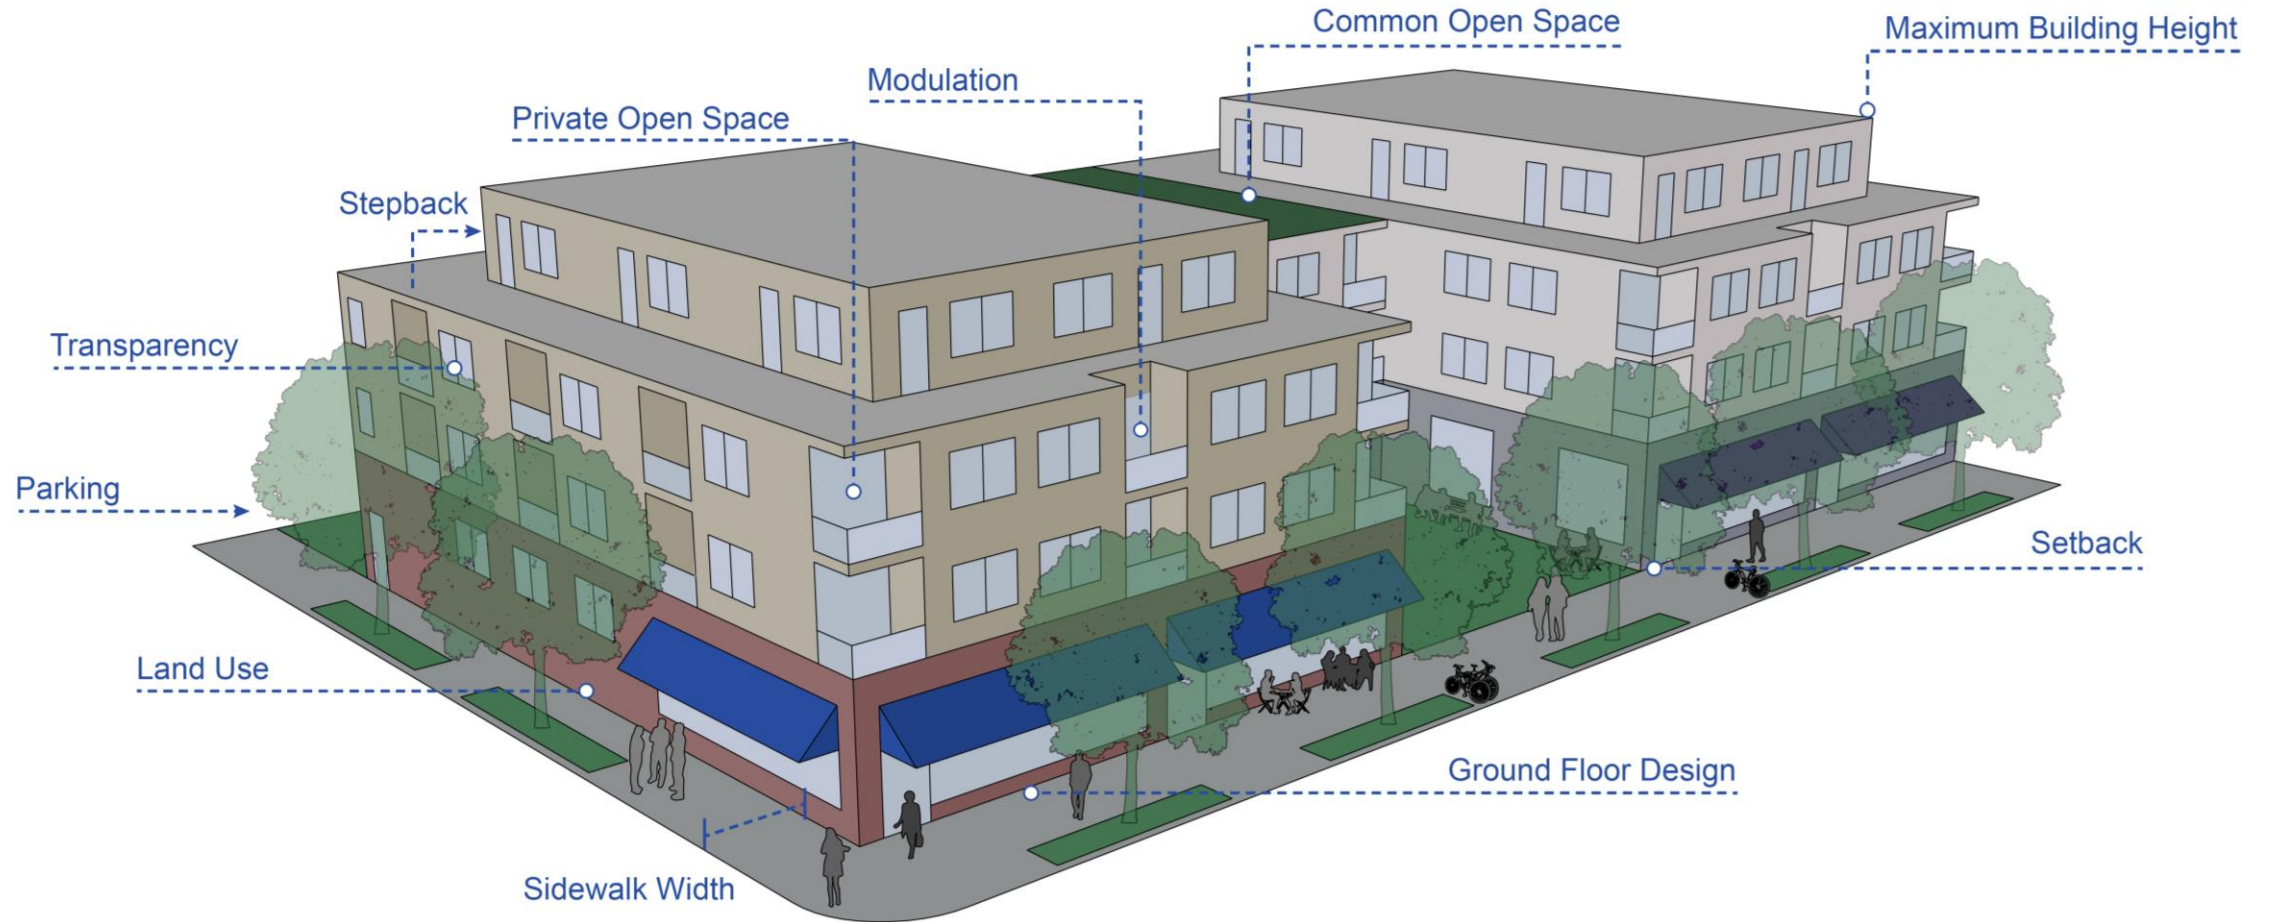 Common Open Space
Maximum Building Height
Modulation
Private Open Space
Stepback
Transparency
Parking
Setback
Land Use
Ground Floor Design
Sidewalk Width